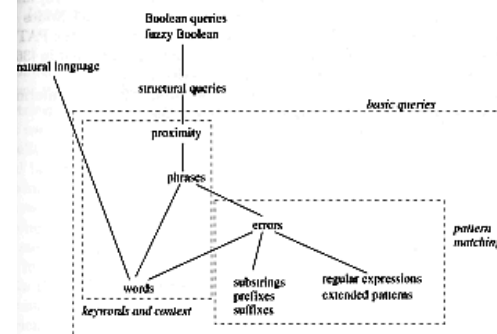 Boolean queries
fuzzy Boolean
natural language
structural queries
basic queries
proximity
phrases
errors
pattern
matching
words
substrings
prefixes
suffixes
regular expressions
extended patterns
keywords and context